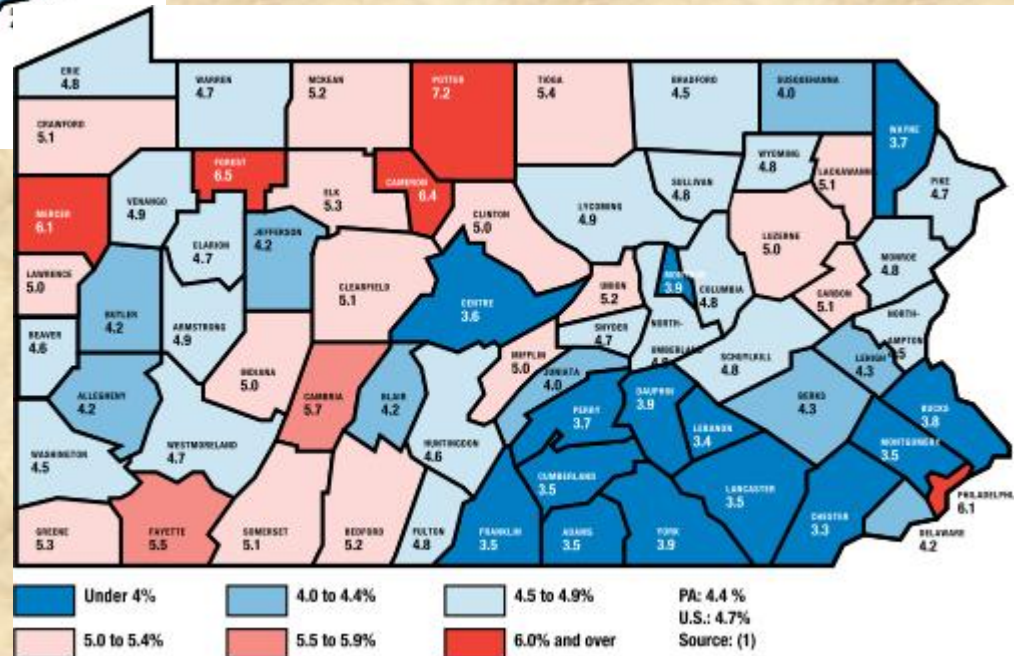 ERIE
4.8
WARREN
4.7
MCKEAN
5.2
POTTER
7.2
TIOGA
5.4
BRADFORD
4.5
SUSQUEHANNA
4.0
WAYNE
3.7
CRAWFORD
5.1
FOREST
6.5
WYOMING
4.8
LACKAWANNA
5.1
PIKE
4.7
MERCER
6.1
VENANGO
4.9
ELK
5.3
CAMERON
6.4
SULLIVAN
4.8
LYCOMING
4.9
CLINTON
5.0
CLARION
4.7
JEFFERSON
4.2
LUZERNE
5.0
MONROE
4.8
LAWRENCE
5.0
CLEARFIELD
5.1
CENTRE
3.6
UNION
5.2
3.9
COLUMBIA
4.8
CARBON
5.1
BUTLER
4.2
ARMSTRONG
4.9
BEAVER
4.6
SNYDER
4.7
NORTH-
UMBERLAND
SCHUYLKILL
4.8
NORTH-
AMPTON
LEHIGH
4.3
INDIANA
5.0
MIFFLIN
5.0
JUNIATA
4.0
ALLEGHENY
4.2
CAMBRIA
5.7
BLAIR
4.2
PERRY
3.7
DAUPHIN
3.9
BERKS
4.3
BUCKS
3.8
LEBANON
3.4
MONTGOMERY
3.5
HUNTINGDON
4.6
WESTMORELAND
4.7
WASHINGTON
4.5
CUMBERLAND
3.5
LANCASTER
3.5
PHILADELPHIA
6.1
CHESTER
3.3
GREENE
5.3
FAYETTE
5.5
SOMERSET
5.1
BEDFORD
5.2
FULTON
4.8
FRANKLIN
3.5
ADAMS
3.5
YORK
3.9
DELAWARE
4.2
Under 4%
4.0 to 4.4%
4.5 to 4.9%
PA: 4.4 %
U.S.: 4.7%
5.0 to 5.4%
5.5 to 5.9%
6.0% and over
Source: (1)